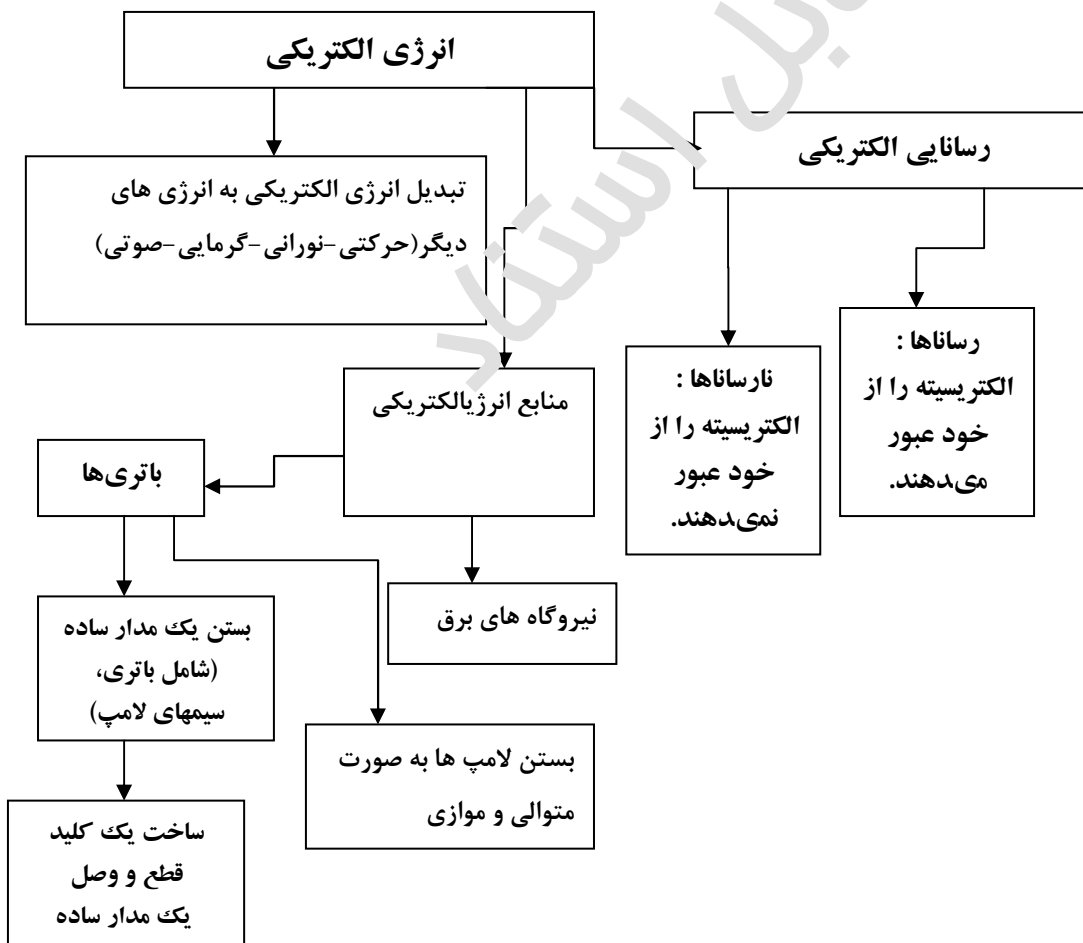 انرژی الکتریکی
رسانایی الکتریکی
تبدیل انرژی الکتریکی به انرژی های
دیگر(حرکتی-نورانی-گرمایی-صوتی)
رساناها :
الکتریسیته را از
خود عبور
می‌دهند.
نارساناها :
الکتریسیته را از
خود عبور
نمی‌دهند.
منابع انرژیالکتریکی
باتری‌ها
نیروگاه های برق
بستن یک مدار ساده
(شامل باتری،
سیمهای لامپ)
بستن لامپ ها به صورت
متوالی و موازی
ساخت یک کلید
قطع و وصل
یک مدار ساده
استناد